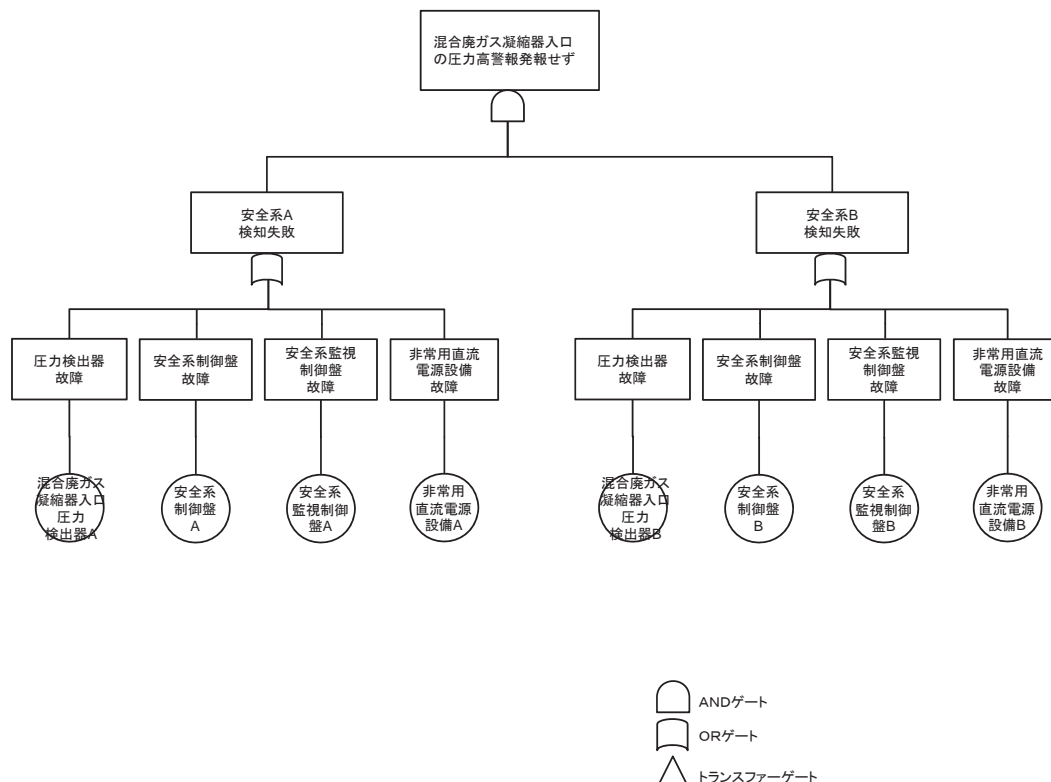 混合廃ガス凝縮器入口
の圧力高警報発報せず
安全系A
検知失敗
安全系B
検知失敗
圧力検出器
故障
安全系制御盤
故障
安全系監視
制御盤
故障
非常用直流
電源設備
故障
圧力検出器
故障
安全系制御盤
故障
安全系監視
制御盤
故障
非常用直流
電源設備
故障
混合廃ガス
凝縮器入口
圧力
検出器A
安全系
制御盤
A
安全系
監視制御
盤A
非常用
直流電源
設備A
混合廃ガス
凝縮器入口
圧力
検出器B
安全系
制御盤
B
安全系
監視制御
盤B
非常用
直流電源
設備B
ANDゲート
ORゲート
トランスファーゲート